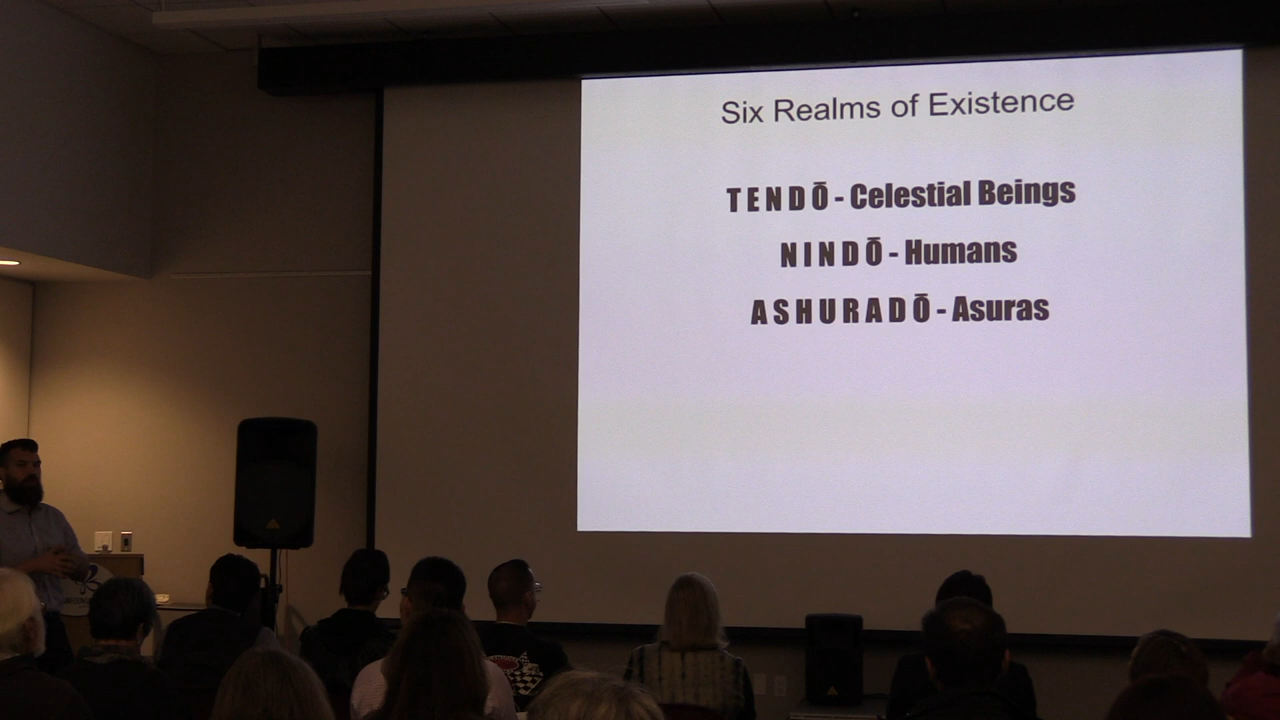 Six Realms of Existence
TENDŌ - Celestial Beings
NINDŌ - Humans
ASHURADŌ - Asuras